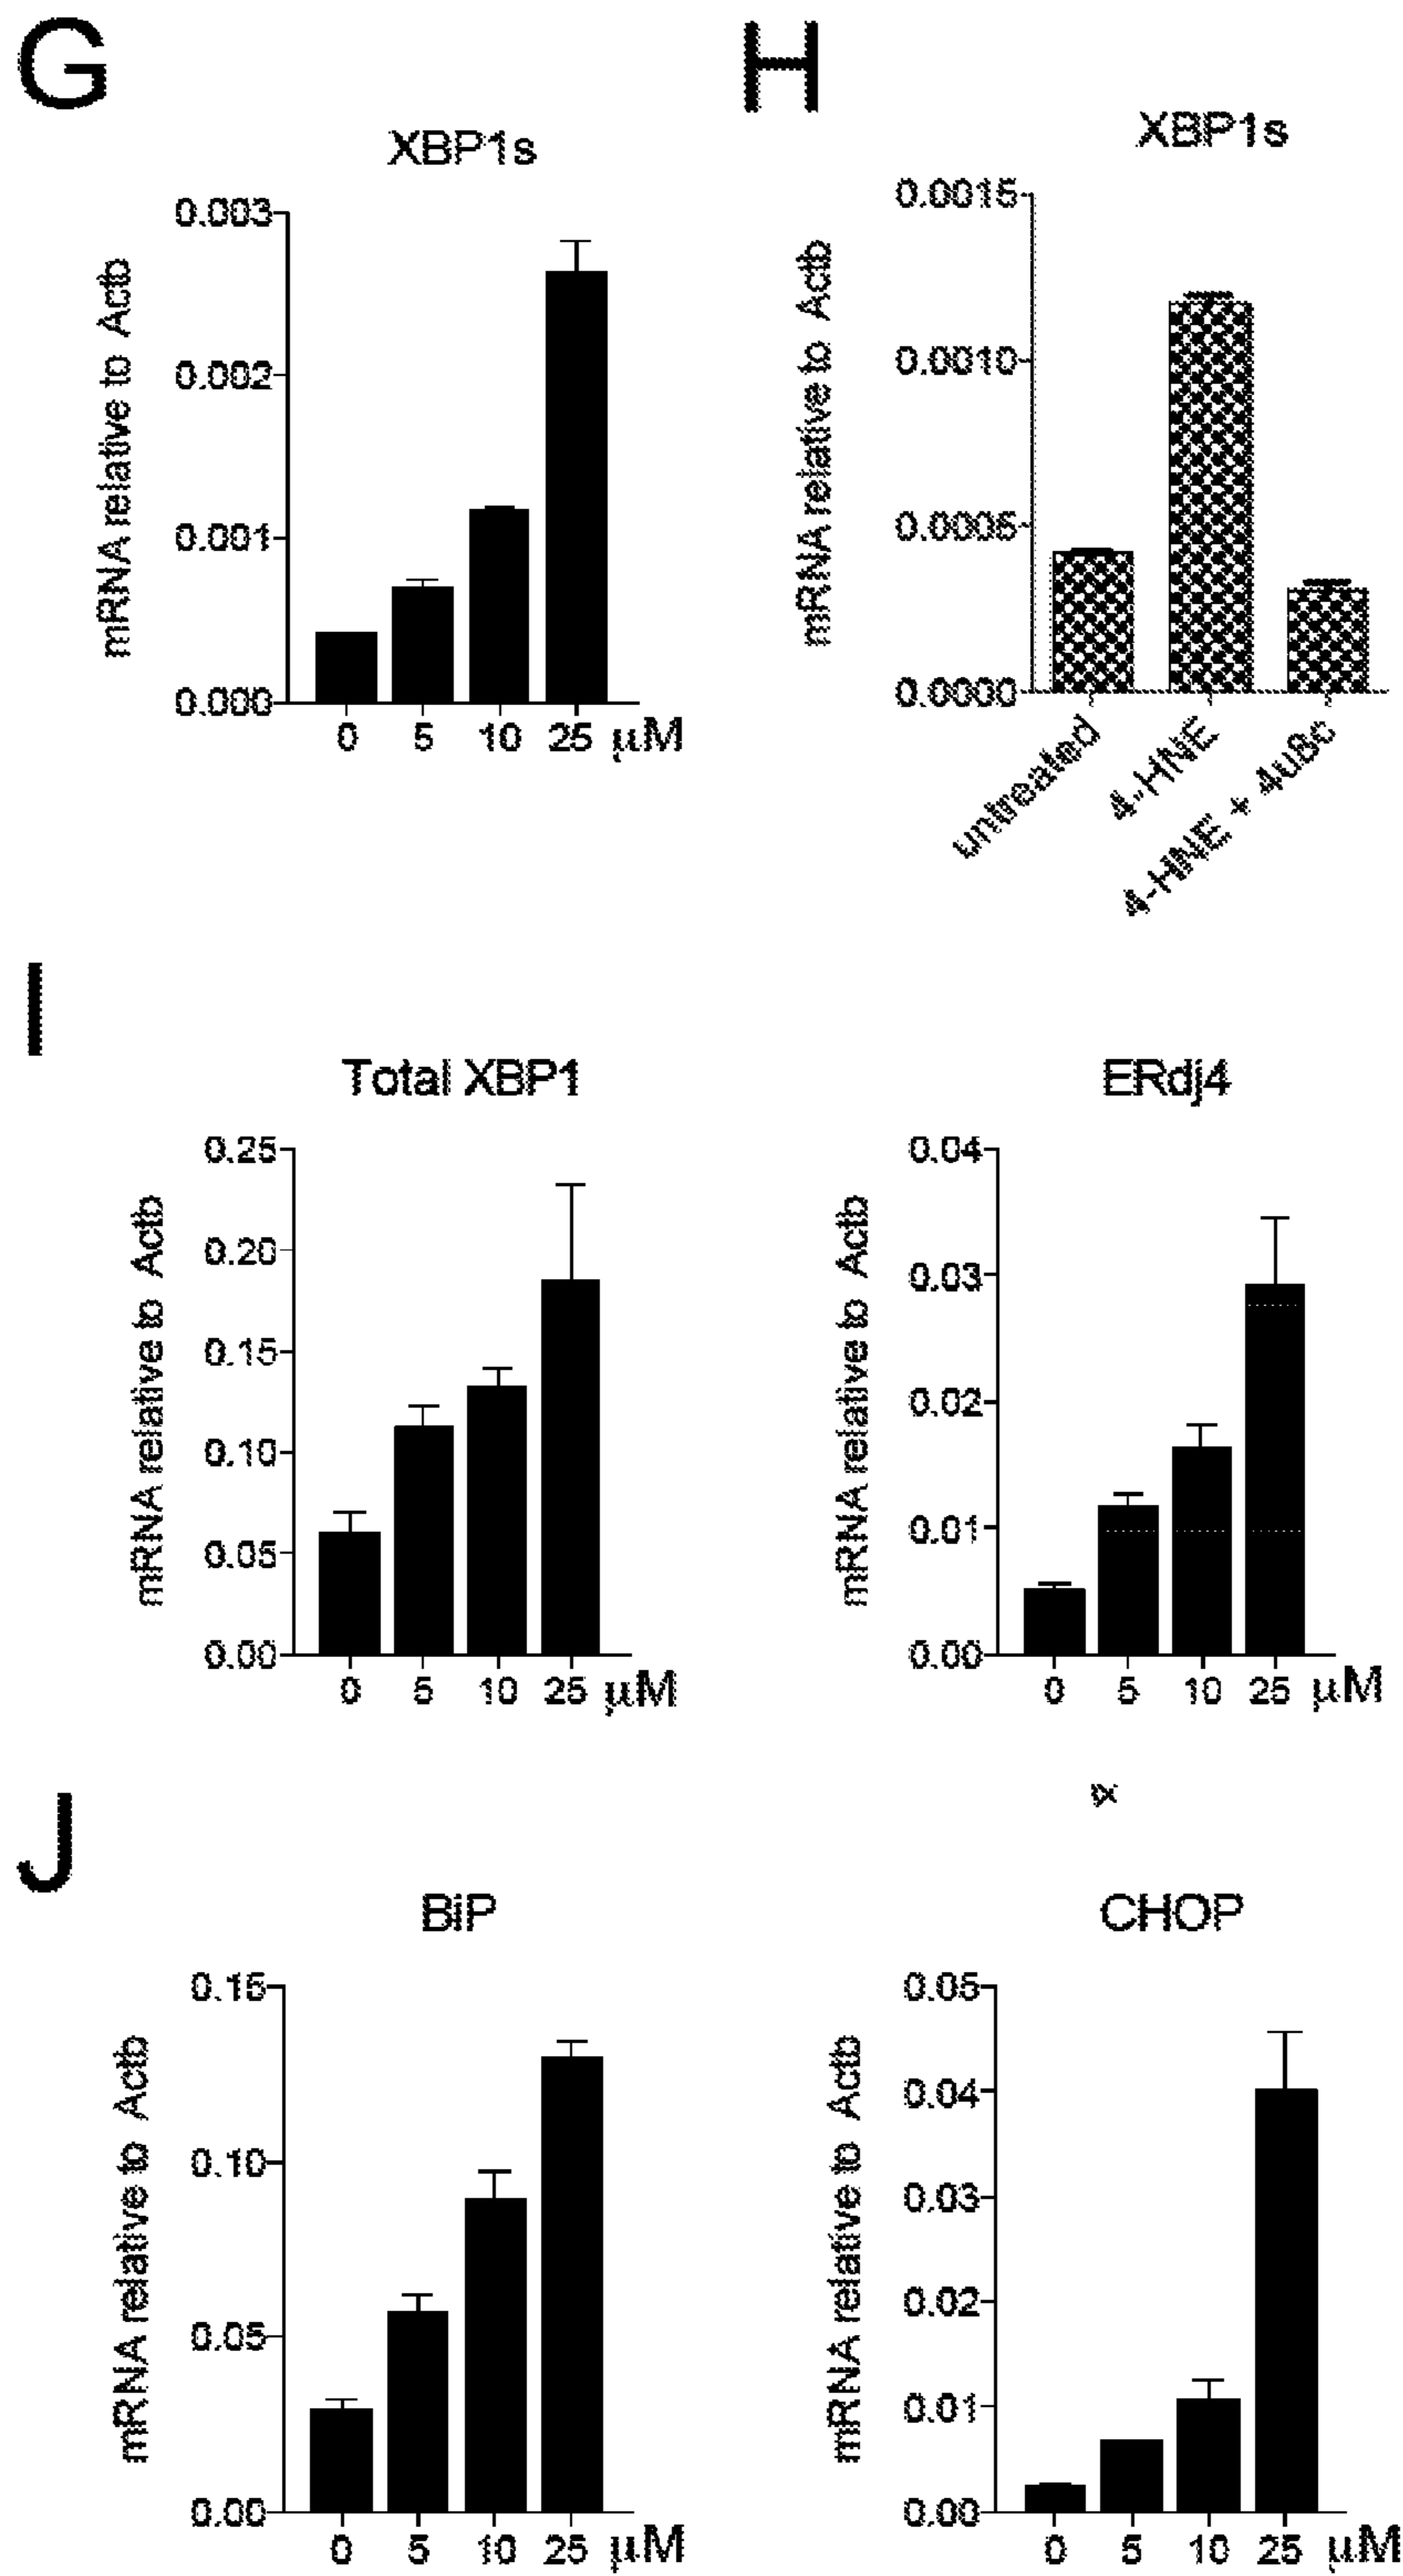 G
XBP1s
mRNA relative to Actb
0.003
0.002
0.001
0.000
0 5 10 25 µM
H
XBP1s
mRNA relative to Actb
0.0015
0.0010
0.0005
0.0000
untreated
4-HNE
4-HNE + 4u8c
I
Total XBP1
mRNA relative to Actb
0.25
0.20
0.15
0.10
0.05
0.00
0 5 10 25 µM
ERdj4
mRNA relative to Actb
0.04
0.03
0.02
0.01
0.00
0 5 10 25 µM
J
BiP
mRNA relative to Actb
0.15
0.10
0.05
0.00
0 5 10 25 µM
CHOP
mRNA relative to Actb
0.05
0.04
0.03
0.02
0.01
0.00
0 5 10 25 µM